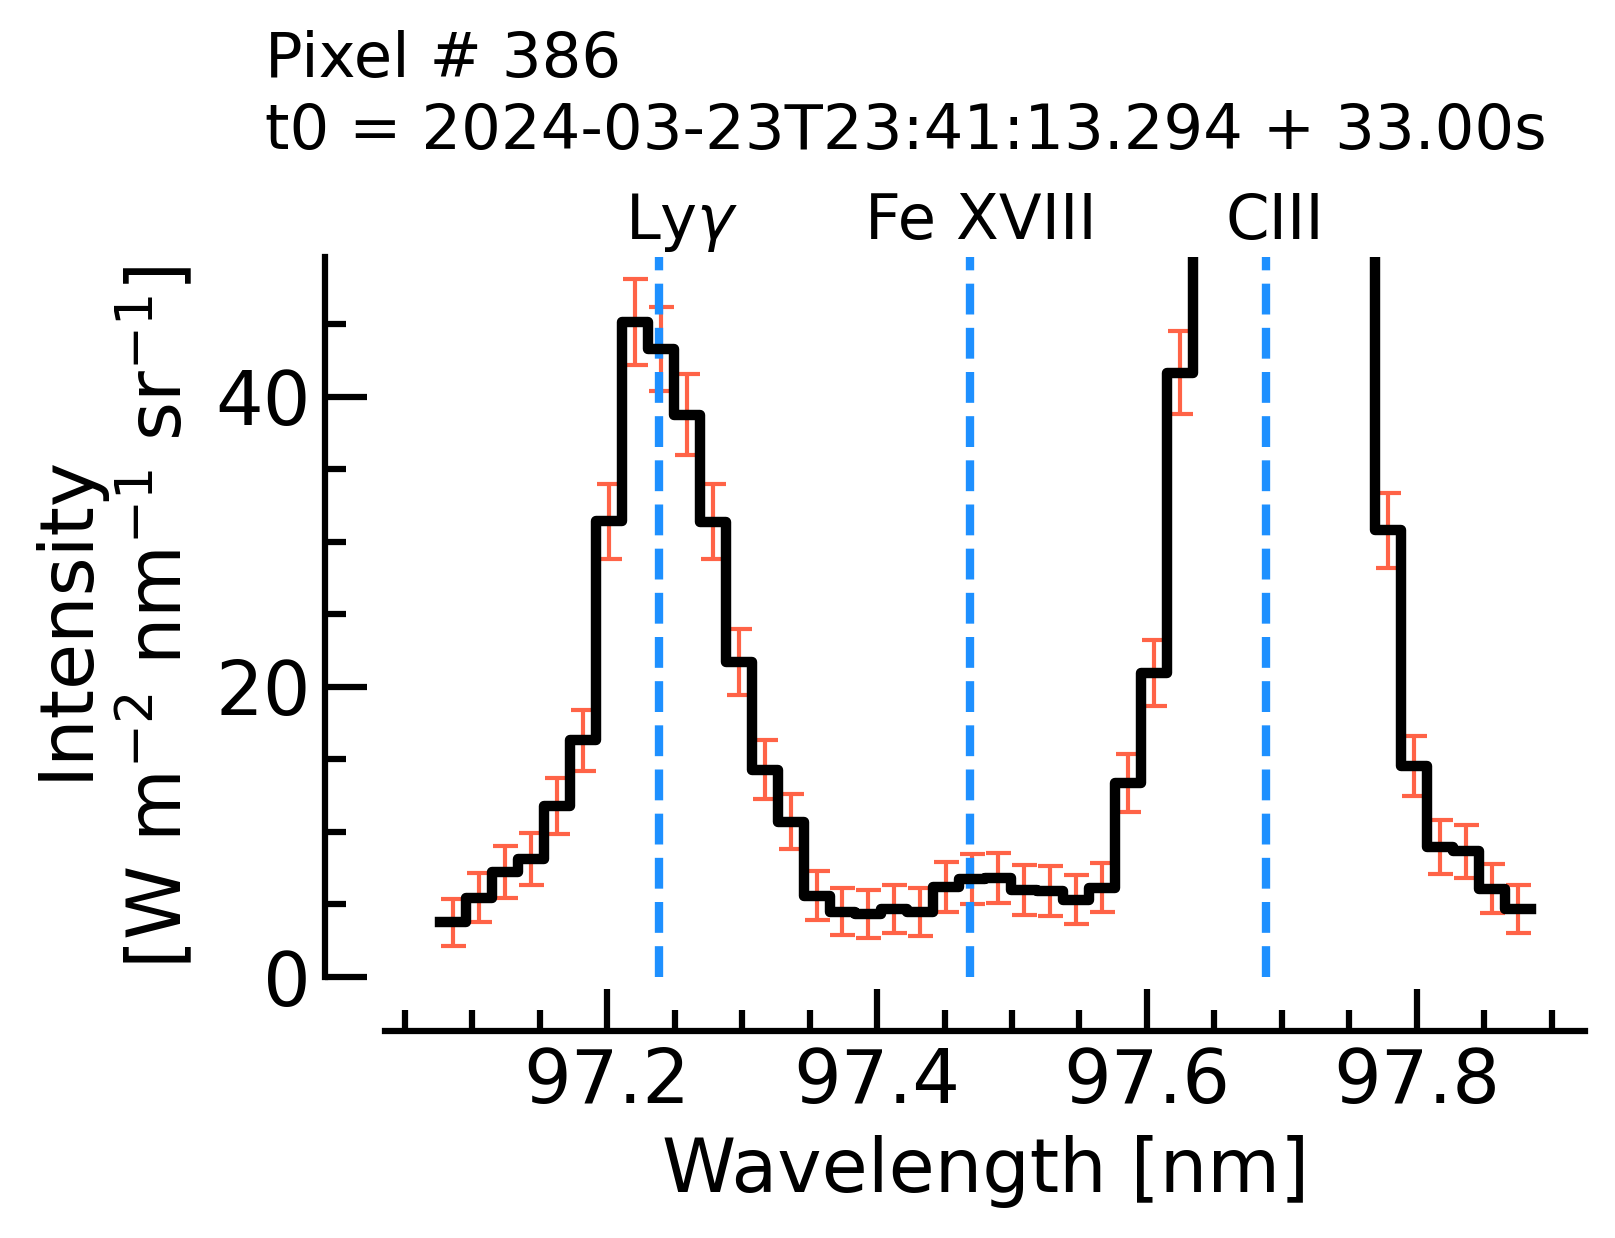 Pixel # 386
t0 = 2024-03-23T23:41:13.294 + 33.00s
Lyγ Fe XVIII CIII
Intensity
[W m⁻² nm⁻¹ sr⁻¹]
40
20
0
97.2 97.4 97.6 97.8
Wavelength [nm]